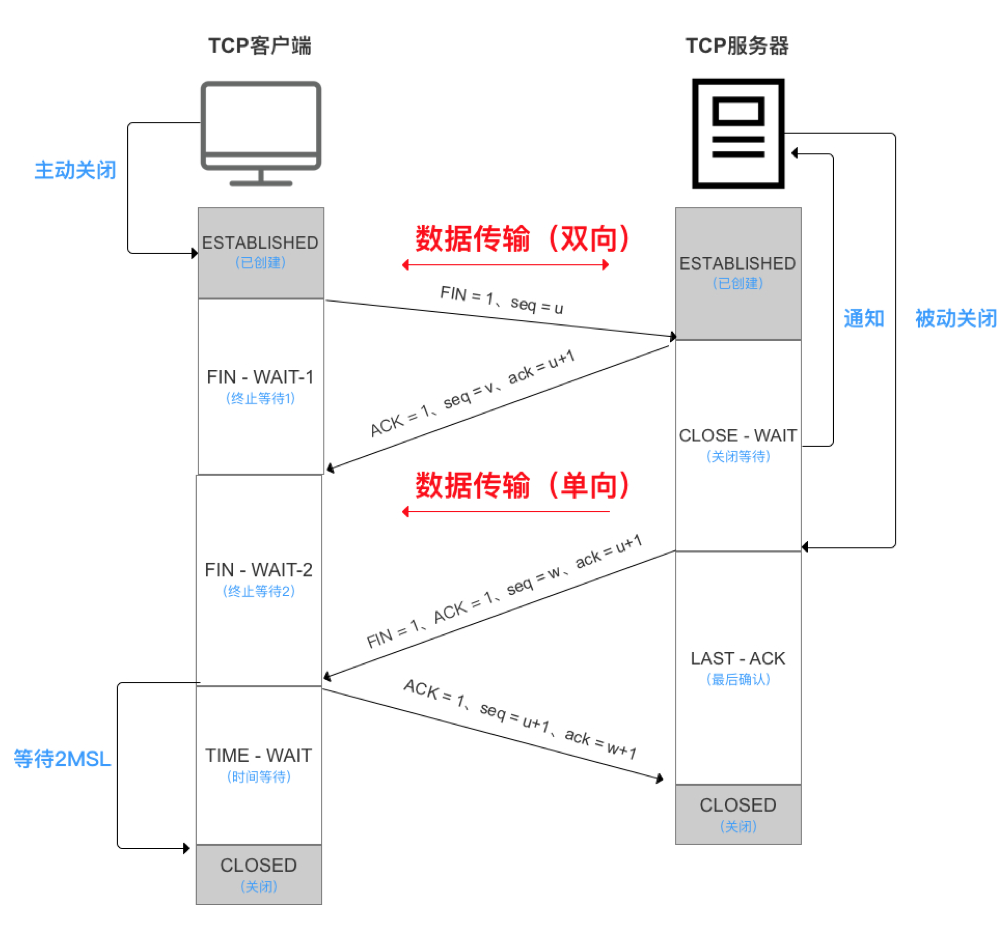 TCP客户端
TCP服务器
主动关闭
ESTABLISHED
(已创建)
数据传输（双向）
ESTABLISHED
(已创建)
FIN = 1、seq = u
通知
被动关闭
FIN - WAIT-1
(终止等待1)
ACK = 1、seq = v、ack = u+1
CLOSE - WAIT
(关闭等待)
数据传输（单向）
FIN - WAIT-2
(终止等待2)
FIN = 1、ACK = 1、seq = w、ack = u+1
LAST - ACK
(最后确认)
ACK = 1、seq = u+1、ack = w+1
等待2MSL
TIME - WAIT
(时间等待)
CLOSED
(关闭)
CLOSED
(关闭)